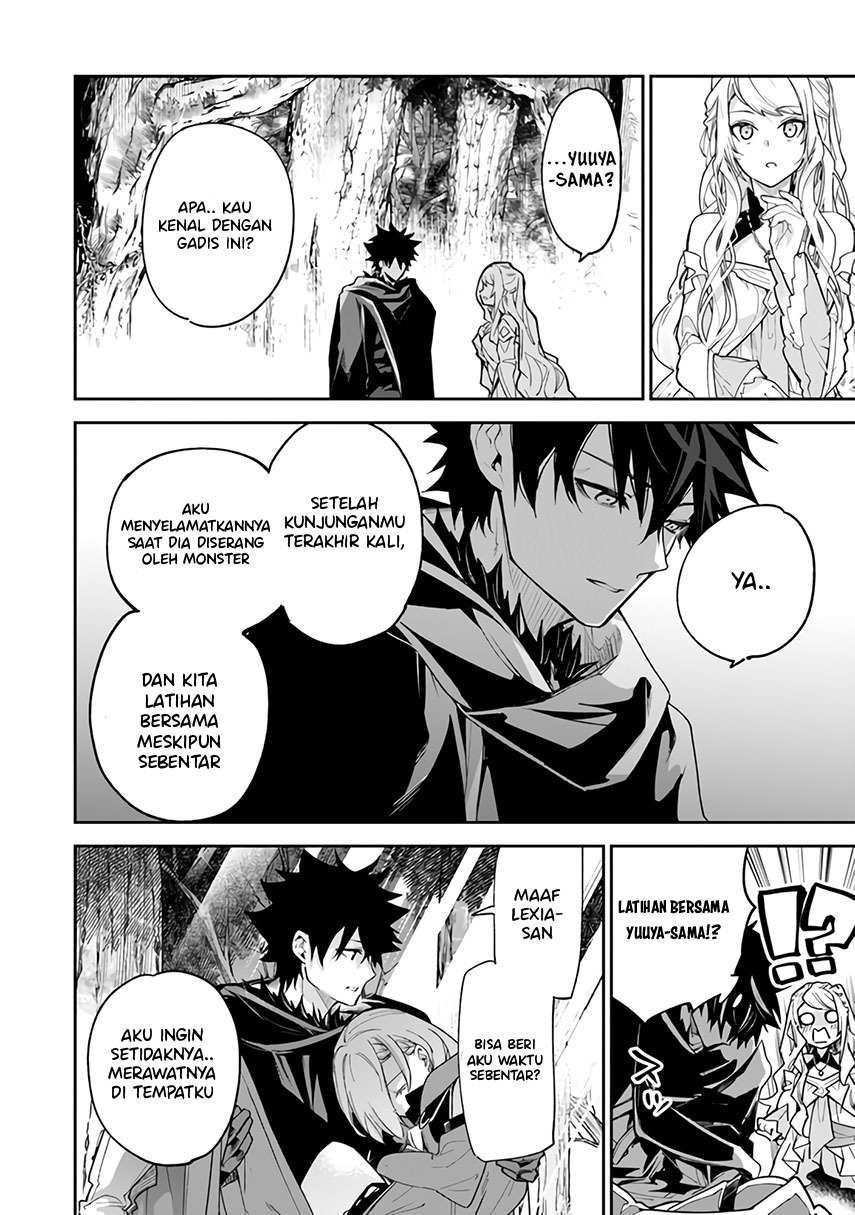 ...YUUYA
-SAMA?
APA.. KAU
KENAL DENGAN
GADIS INI?
YA..
SETELAH
KUNJUNGANMU
TERAKHIR KALI,
AKU
MENYELAMATKANNYA
SAAT DIA DISERANG
OLEH MONSTER
DAN KITA
LATIHAN
BERSAMA
MESKIPUN
SEBENTAR
!?
LATIHAN BERSAMA
YUUYA-SAMA!?
スッ
MAAF
LEXIA-
SAN
BISA BERI
AKU WAKTU
SEBENTAR?
AKU INGIN
SETIDAKNYA..
MERAWATNYA
DI TEMPATKU